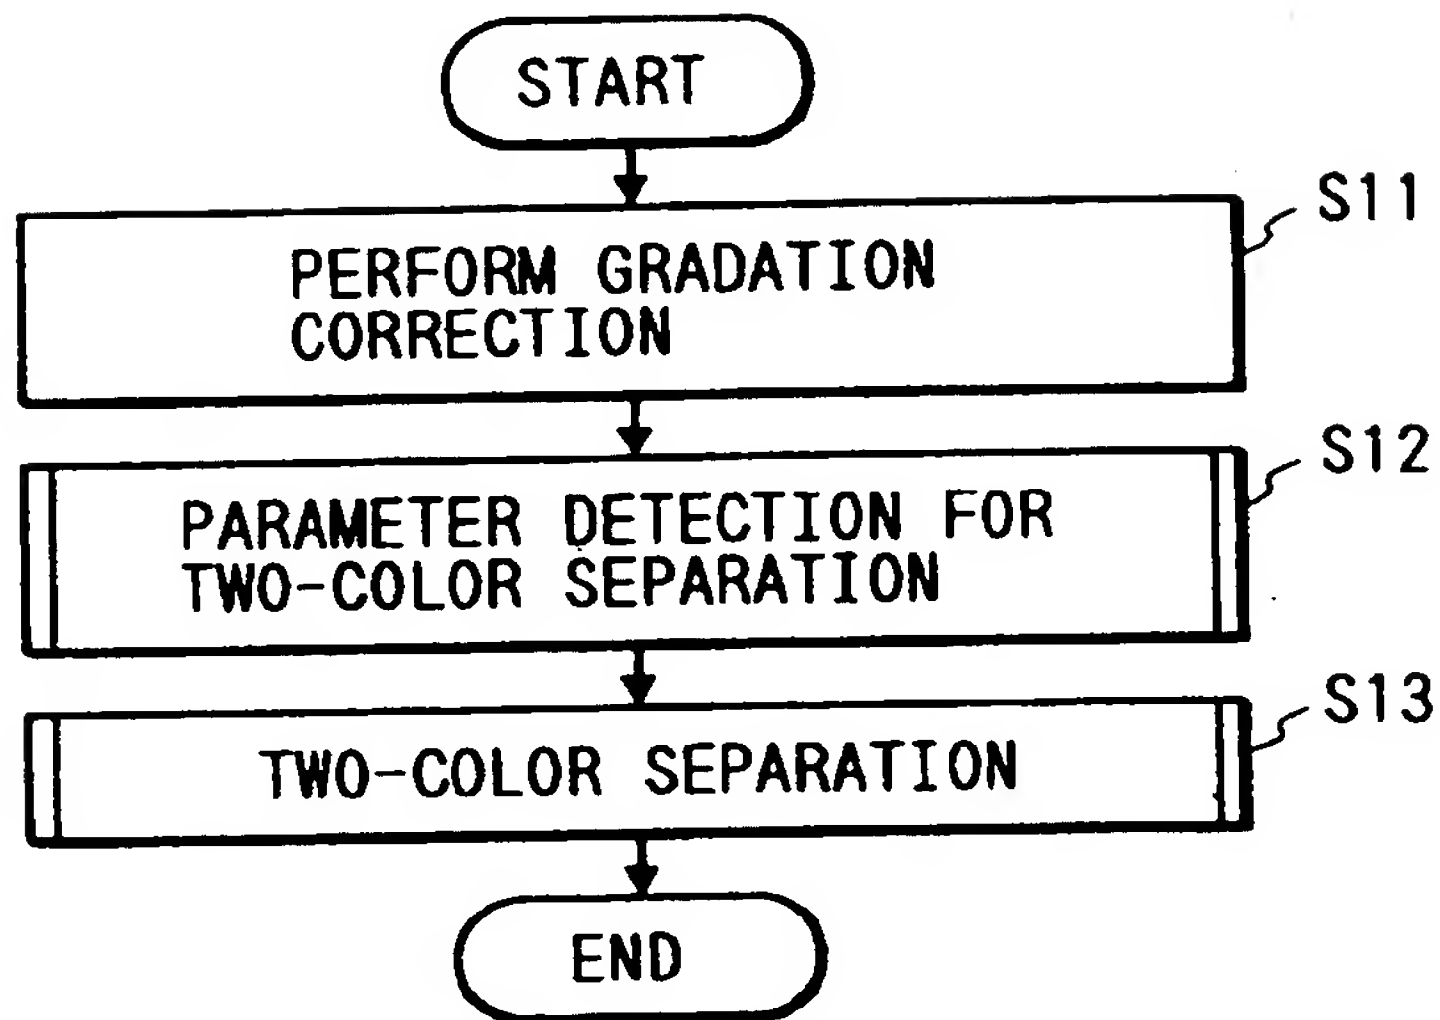 START
S11
PERFORM GRADATION
CORRECTION
S12
PARAMETER DETECTION FOR
TWO-COLOR SEPARATION
S13
TWO-COLOR SEPARATION
END